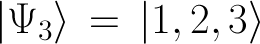 |Ψ₃⟩ = |1, 2, 3⟩